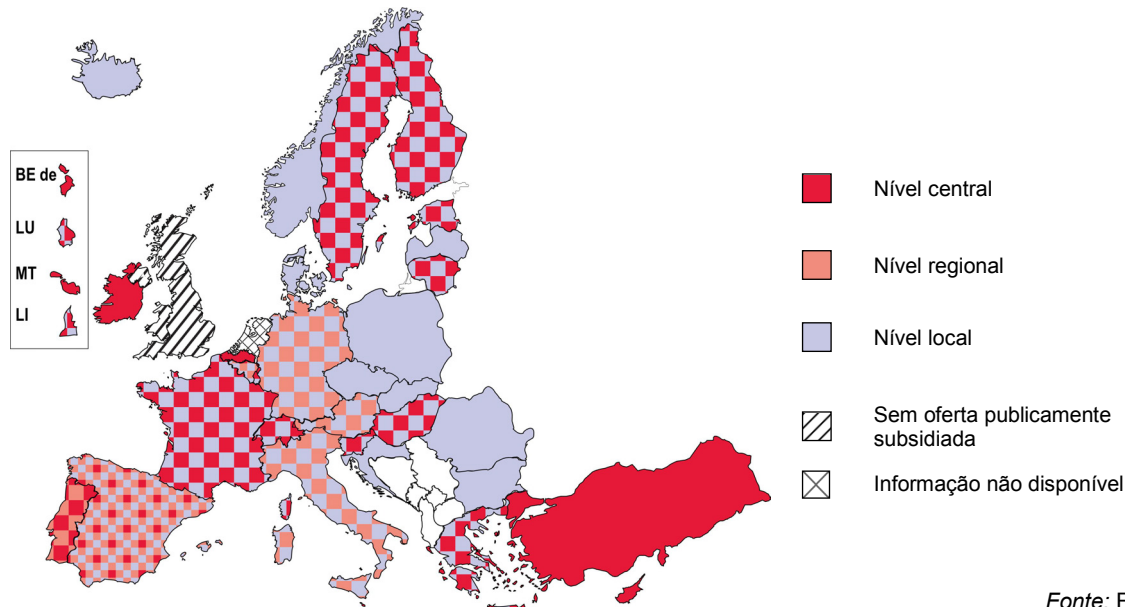 BE de
LU
MT
LI
Nível central
Nível regional
Nível local
Sem oferta publicamente
subsidiada
Informação não disponível
Fonte: